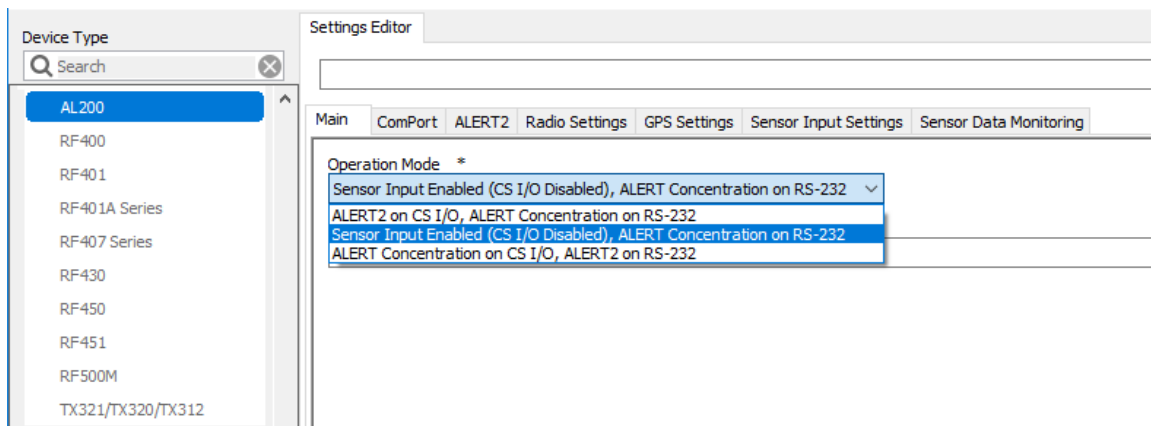 Device Type
Search
AL200
RF400
RF401
RF401A Series
RF407 Series
RF430
RF450
RF451
RF500M
TX321/TX320/TX312
Settings Editor
Main ComPort ALERT2 Radio Settings GPS Settings Sensor Input Settings Sensor Data Monitoring
Operation Mode *
Sensor Input Enabled (CS I/O Disabled), ALERT Concentration on RS-232
ALERT2 on CS I/O, ALERT Concentration on RS-232
Sensor Input Enabled (CS I/O Disabled), ALERT Concentration on RS-232
ALERT Concentration on CS I/O, ALERT2 on RS-232